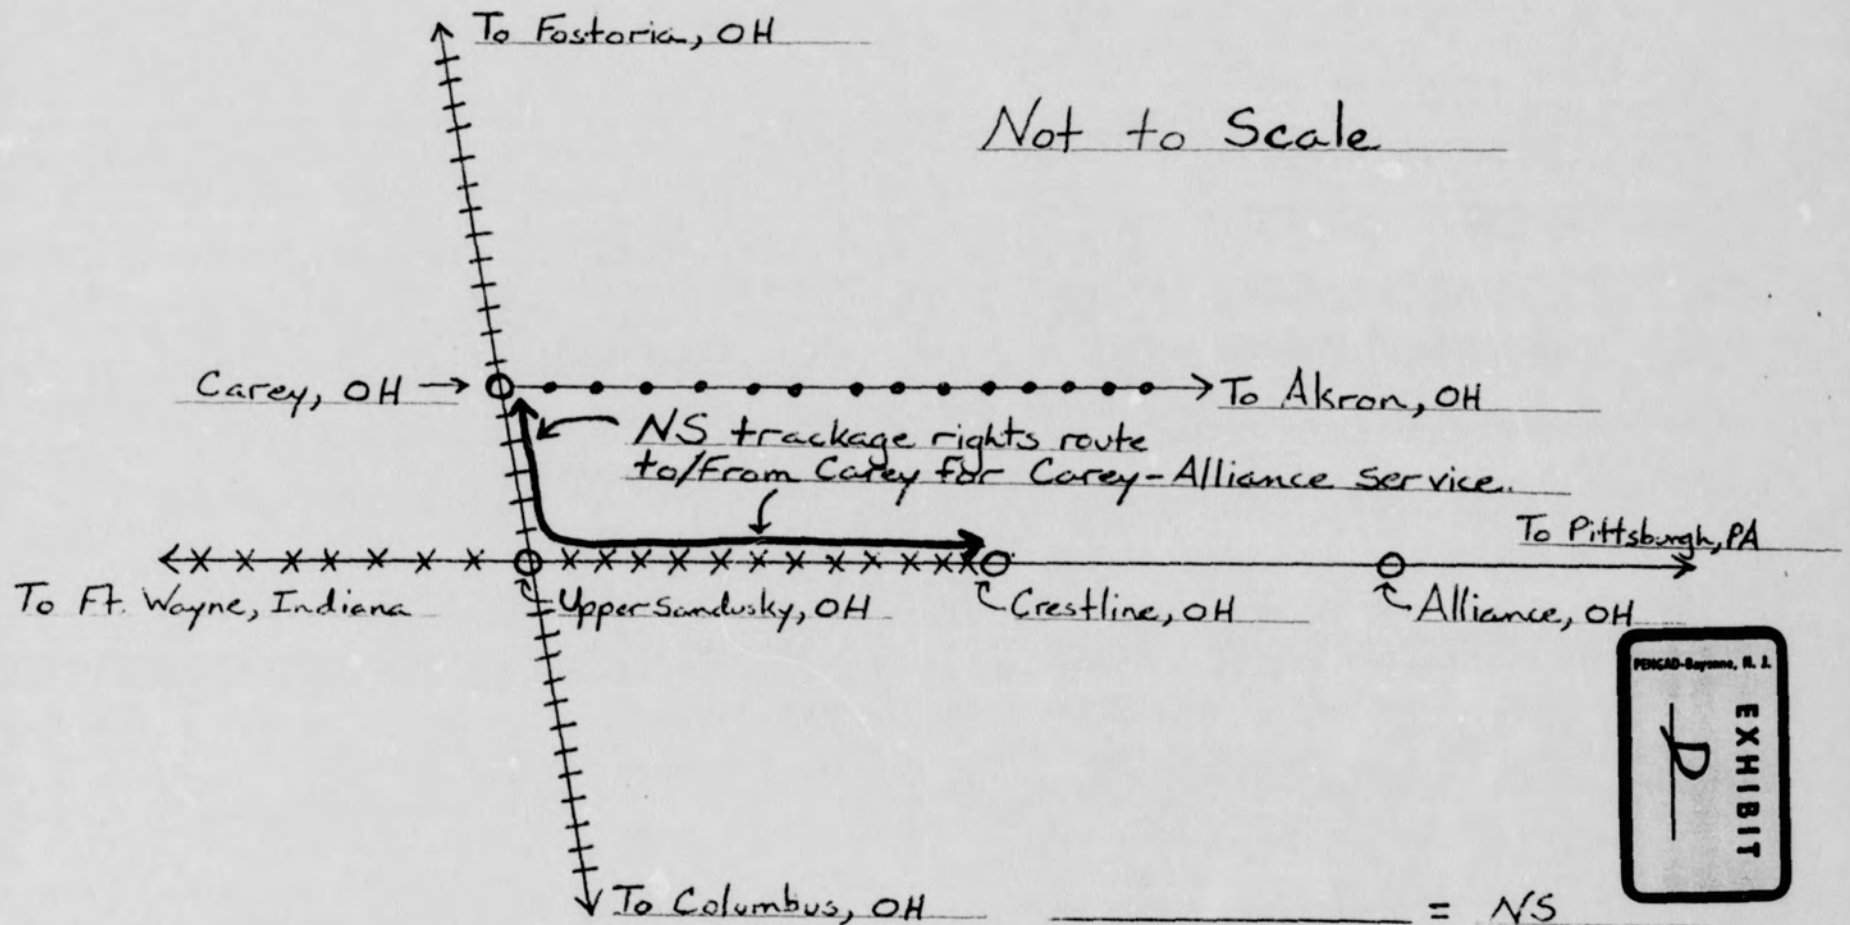 To Fostoria, OH
Not to Scale
Carey, OH
To Akron, OH
NS trackage rights route
to/From Carey for Carey-Alliance service.
To Pittsburgh, PA
To Ft. Wayne, Indiana
Upper Sandusky, OH
Crestline, OH
Alliance, OH
PENGAD-Bayonne, N. J.
EXHIBIT
D
To Columbus, OH
= NS